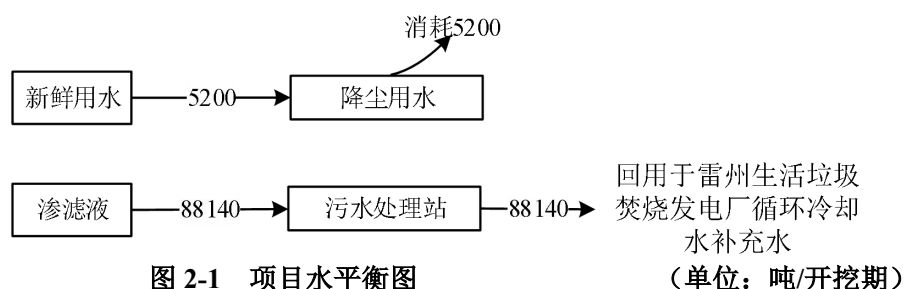 消耗5200
新鲜用水
5200
降尘用水
渗滤液
88140
污水处理站
88140
回用于雷州生活垃圾
焚烧发电厂循环冷却
水补充水
图 2-1 项目水平衡图
（单位：吨/开挖期）